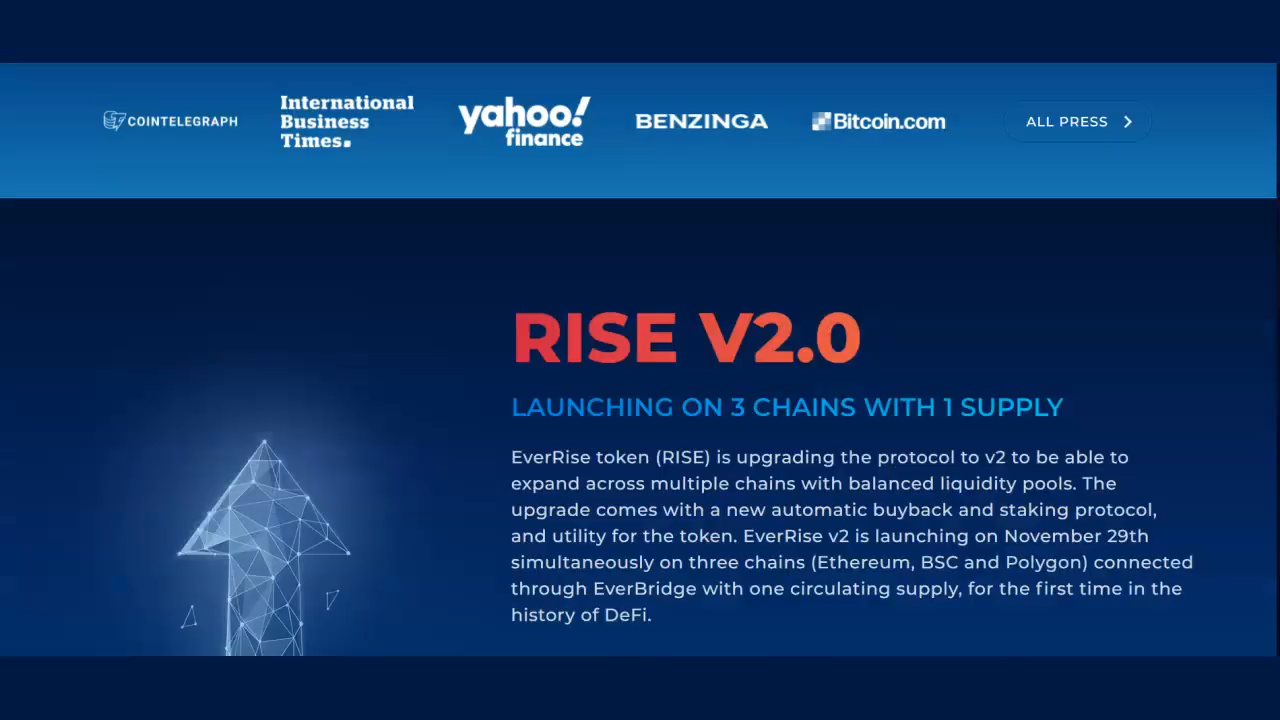 COINTELEGRAPH
International
Business
Times.
yahoo!
finance
BENZINGA
Bitcoin.com
ALL PRESS
RISE V2.0
LAUNCHING ON 3 CHAINS WITH 1 SUPPLY
EverRise token (RISE) is upgrading the protocol to v2 to be able to
expand across multiple chains with balanced liquidity pools. The
upgrade comes with a new automatic buyback and staking protocol,
and utility for the token. EverRise v2 is launching on November 29th
simultaneously on three chains (Ethereum, BSC and Polygon) connected
through EverBridge with one circulating supply, for the first time in the
history of DeFi.